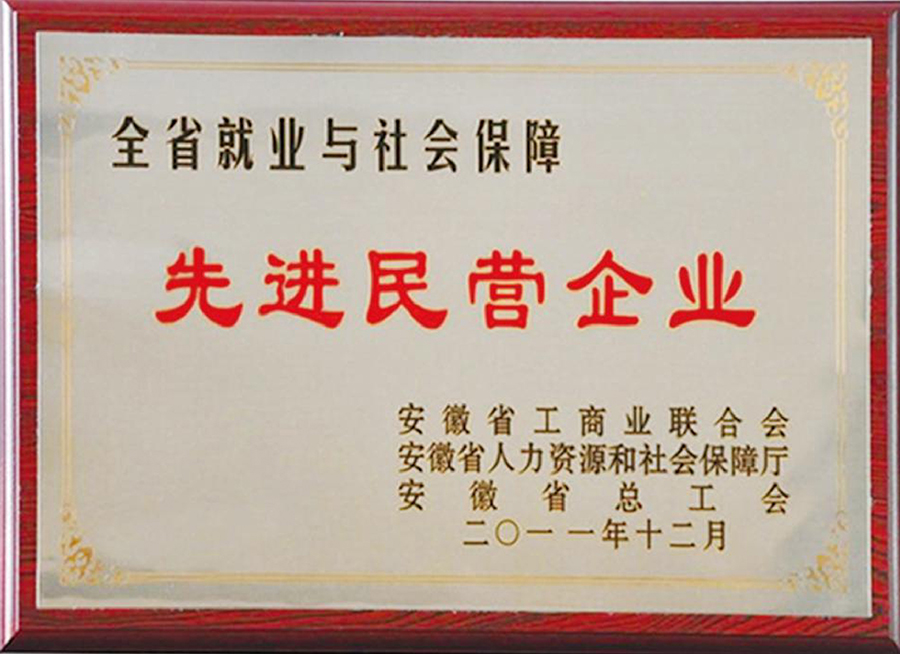 全省就业与社会保障
先进民营企业
安徽省工商业联合会
安徽省人力资源和社会保障厅
安徽省总工会
二〇一一年十二月